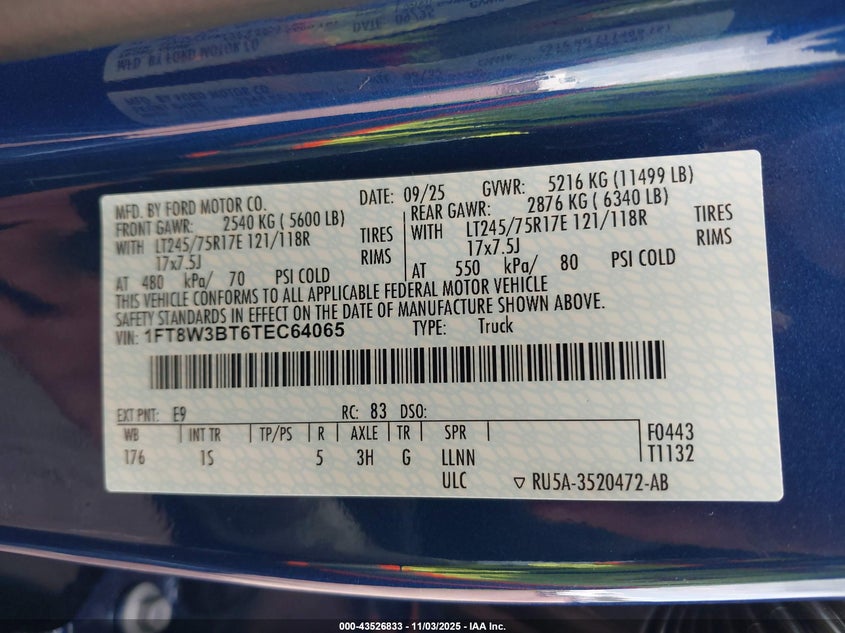 MFD. BY FORD MOTOR CO.
DATE: 09/25 GVWR: 5216 KG (11499 LB)
FRONT GAWR: 2540 KG ( 5600 LB)
REAR GAWR: 2876 KG ( 6340 LB)
WITH LT245/75R17E 121/118R TIRES
WITH LT245/75R17E 121/118R TIRES
17x7.5J RIMS
17x7.5J RIMS
AT 480 kPa/ 70 PSI COLD
AT 550 kPa/ 80 PSI COLD
THIS VEHICLE CONFORMS TO ALL APPLICABLE FEDERAL MOTOR VEHICLE
SAFETY STANDARDS IN EFFECT ON THE DATE OF MANUFACTURE SHOWN ABOVE.
VIN: 1FT8W3BT6TEC64065 TYPE: Truck
EXT PNT: E9 RC: 83 DSO:
WB INT TR TP/PS R AXLE TR SPR F0443
176 1S 5 3H G LLNN T1132
ULC ▽ RU5A-3520472-AB
000-43526833 - 11/03/2025 - IAA Inc.